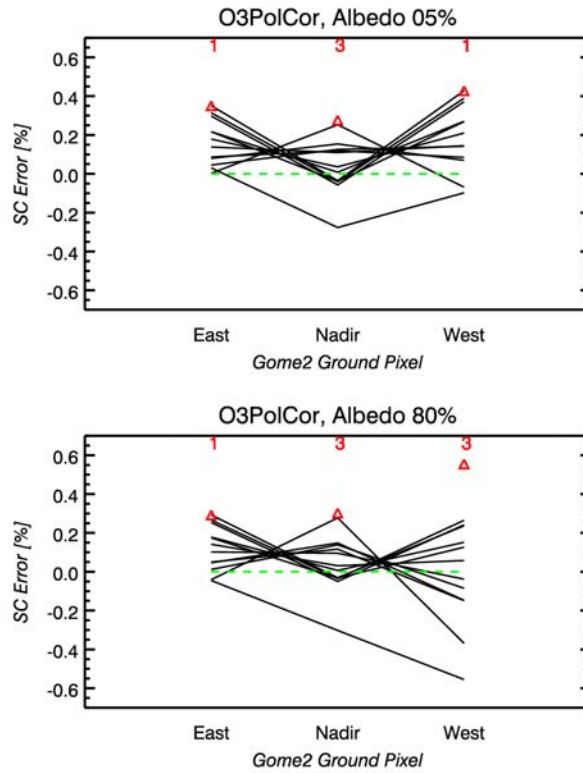 O3PolCor, Albedo 05%
1 3 1
0.6
0.4
0.2
0.0
-0.2
-0.4
-0.6
SC Error [%]
East Nadir West
Gome2 Ground Pixel
O3PolCor, Albedo 80%
1 3 3
0.6
0.4
0.2
0.0
-0.2
-0.4
-0.6
SC Error [%]
East Nadir West
Gome2 Ground Pixel